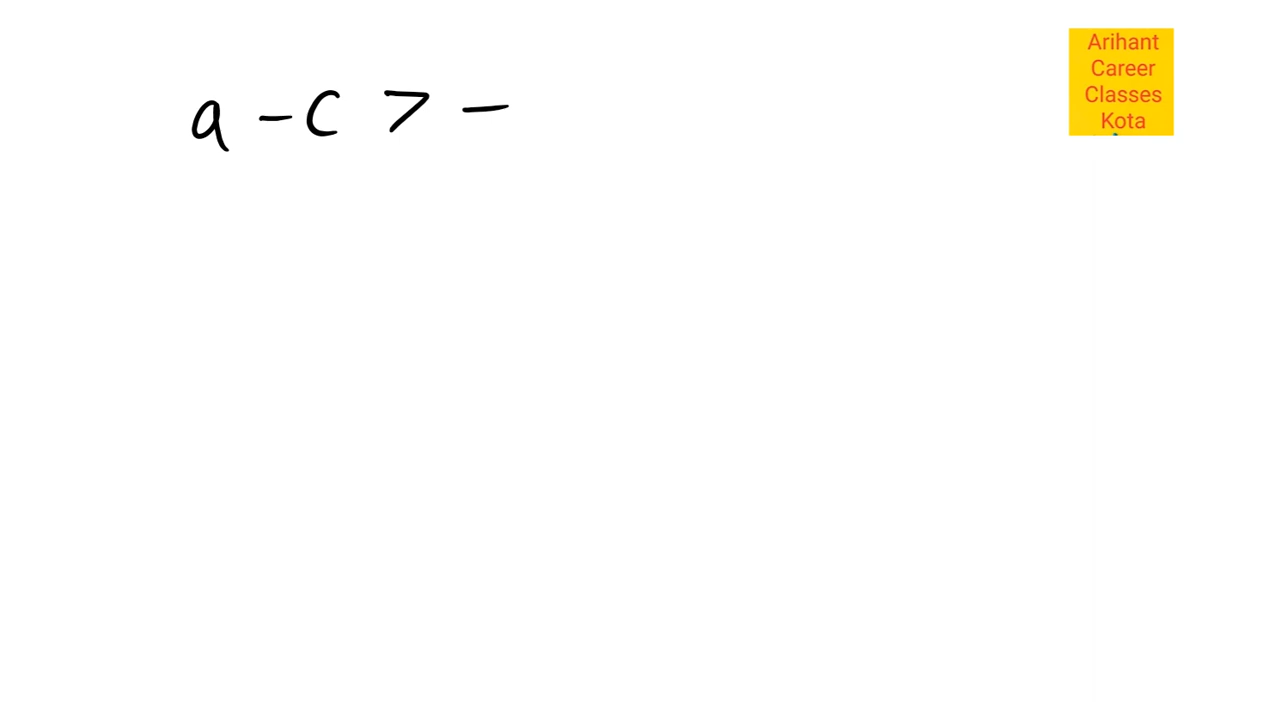 a - c > -
Arihant
Career
Classes
Kota